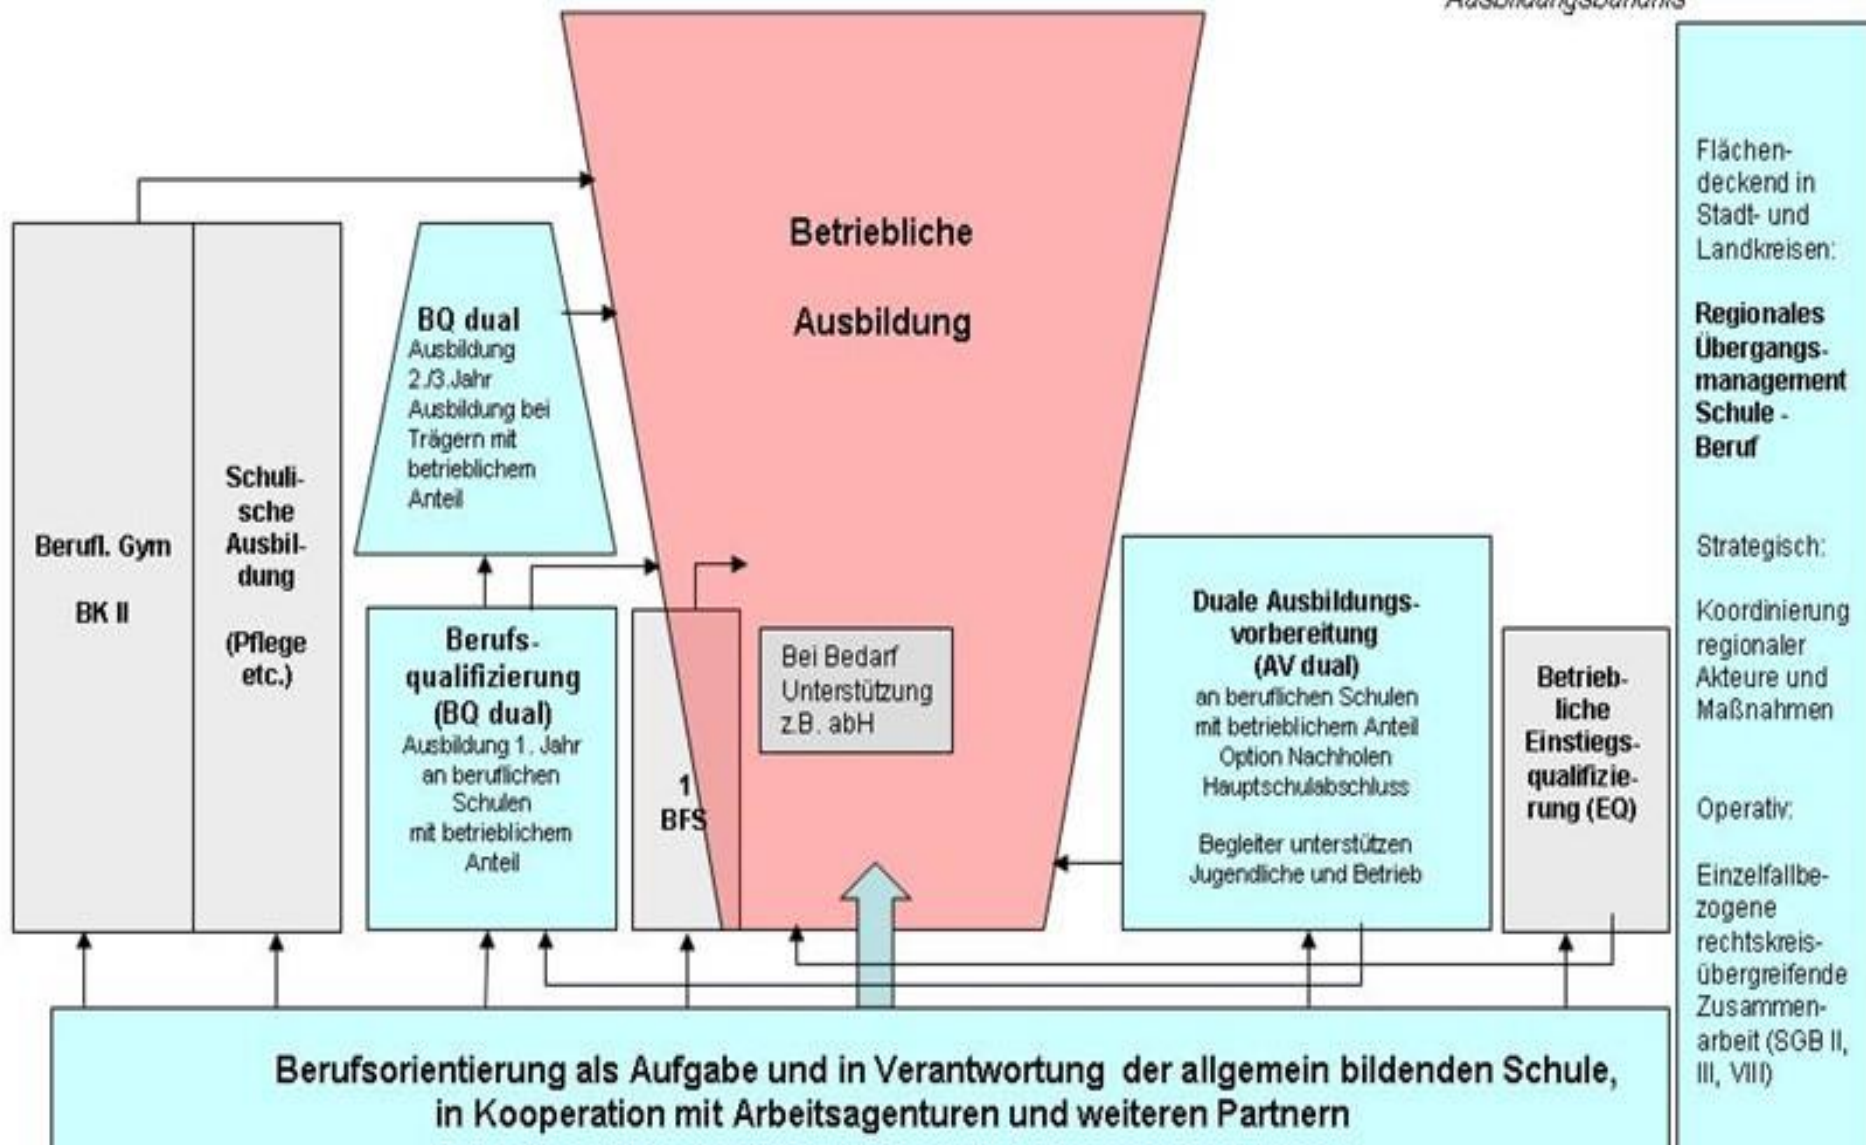 Ausbildungsbündnis
Betriebliche
Ausbildung
BQ dual
Ausbildung
2./3.Jahr
Ausbildung bei
Trägern mit
betrieblichem
Anteil
Berufl. Gym
BK II
Schuli-
sche
Ausbil-
dung
(Pflege
etc.)
Berufs-
qualifizierung
(BQ dual)
Ausbildung 1. Jahr
an beruflichen
Schulen
mit betrieblichem
Anteil
1
BFS
Bei Bedarf
Unterstützung
z.B. abH
Duale Ausbildungs-
vorbereitung
(AV dual)
an beruflichen Schulen
mit betrieblichem Anteil
Option Nachholen
Hauptschulabschluss
Begleiter unterstützen
Jugendliche und Betrieb
Betrieb-
liche
Einstiegs-
qualifizie-
rung (EQ)
Flächen-
deckend in
Stadt- und
Landkreisen:
Regionales
Übergangs-
management
Schule -
Beruf
Strategisch:
Koordinierung
regionaler
Akteure und
Maßnahmen
Operativ:
Einzelfallbe-
zogene
rechtskreis-
übergreifende
Zusammen-
arbeit (SGB II,
III, VIII)
Berufsorientierung als Aufgabe und in Verantwortung der allgemein bildenden Schule,
in Kooperation mit Arbeitsagenturen und weiteren Partnern